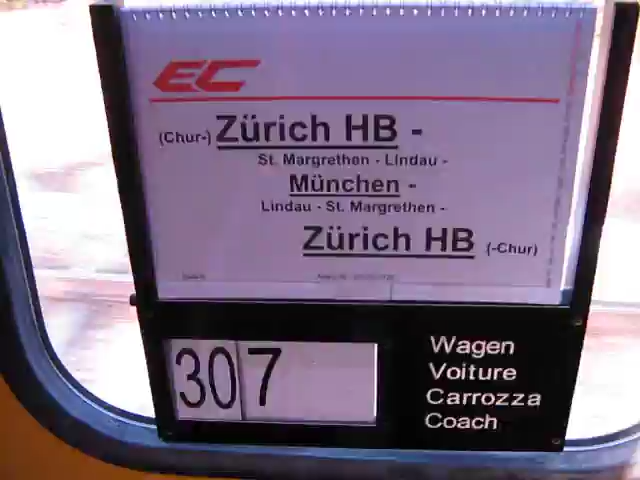 EC
(Chur-) Zürich HB -
St. Margrethen - Lindau -
München -
Lindau - St. Margrethen -
Zürich HB (-Chur)
307
Wagen
Voiture
Carrozza
Coach